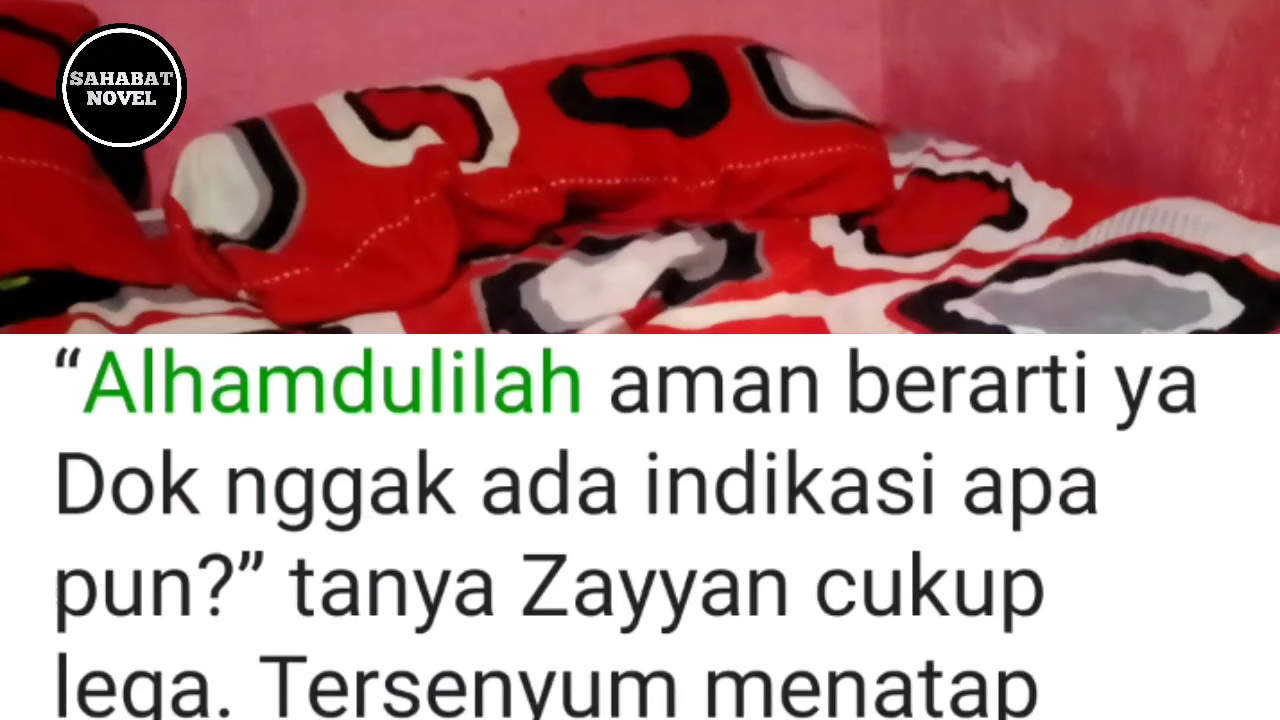 SAHABAT
NOVEL
“Alhamdulilah aman berarti ya
Dok nggak ada indikasi apa
pun?” tanya Zayyan cukup
lega. Tersenyum menatap